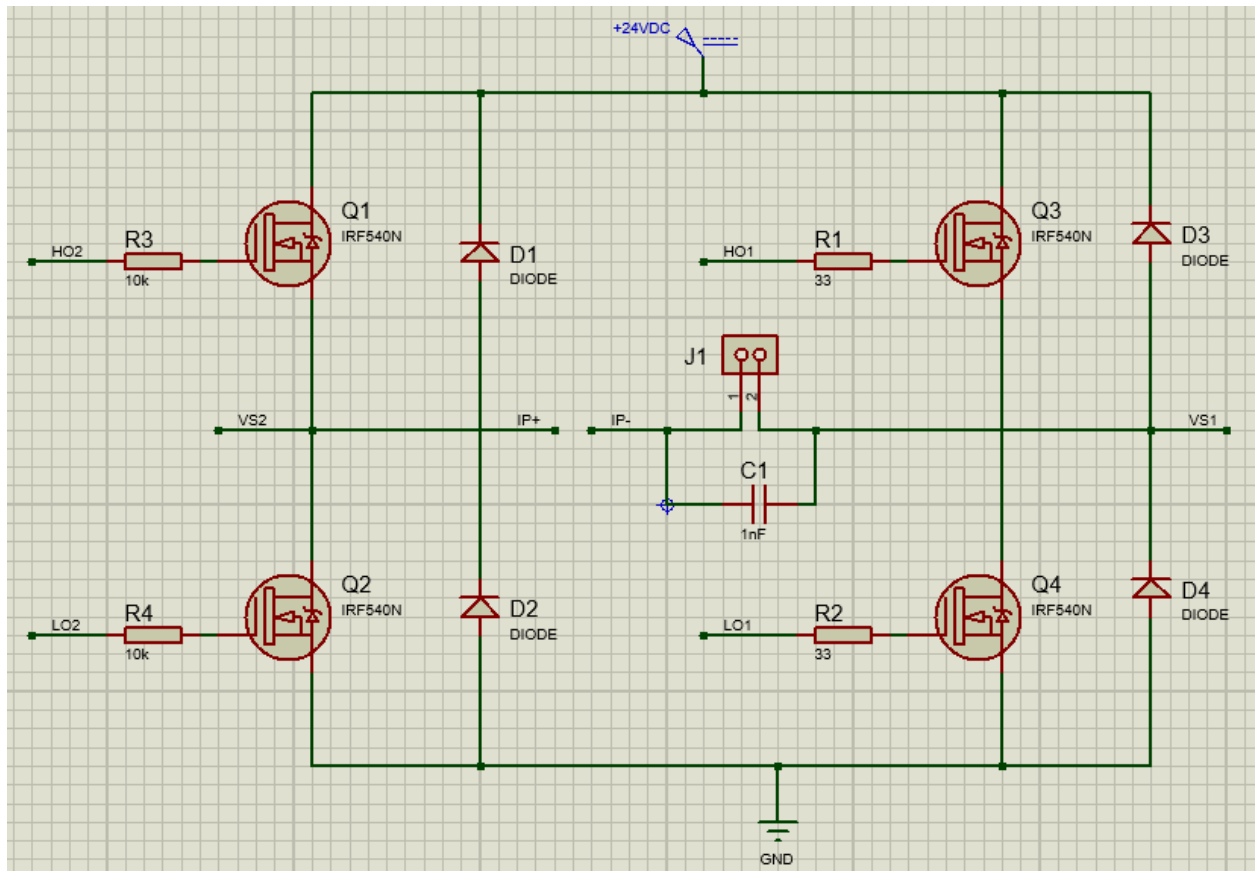 +24VDC
Q1
IRF540N
HO2
R3
10k
D1
DIODE
Q3
IRF540N
HO1
R1
33
D3
DIODE
J1
1
2
VS2
IP+
IP-
VS1
C1
1nF
Q2
IRF540N
LO2
R4
10k
D2
DIODE
Q4
IRF540N
LO1
R2
33
D4
DIODE
GND